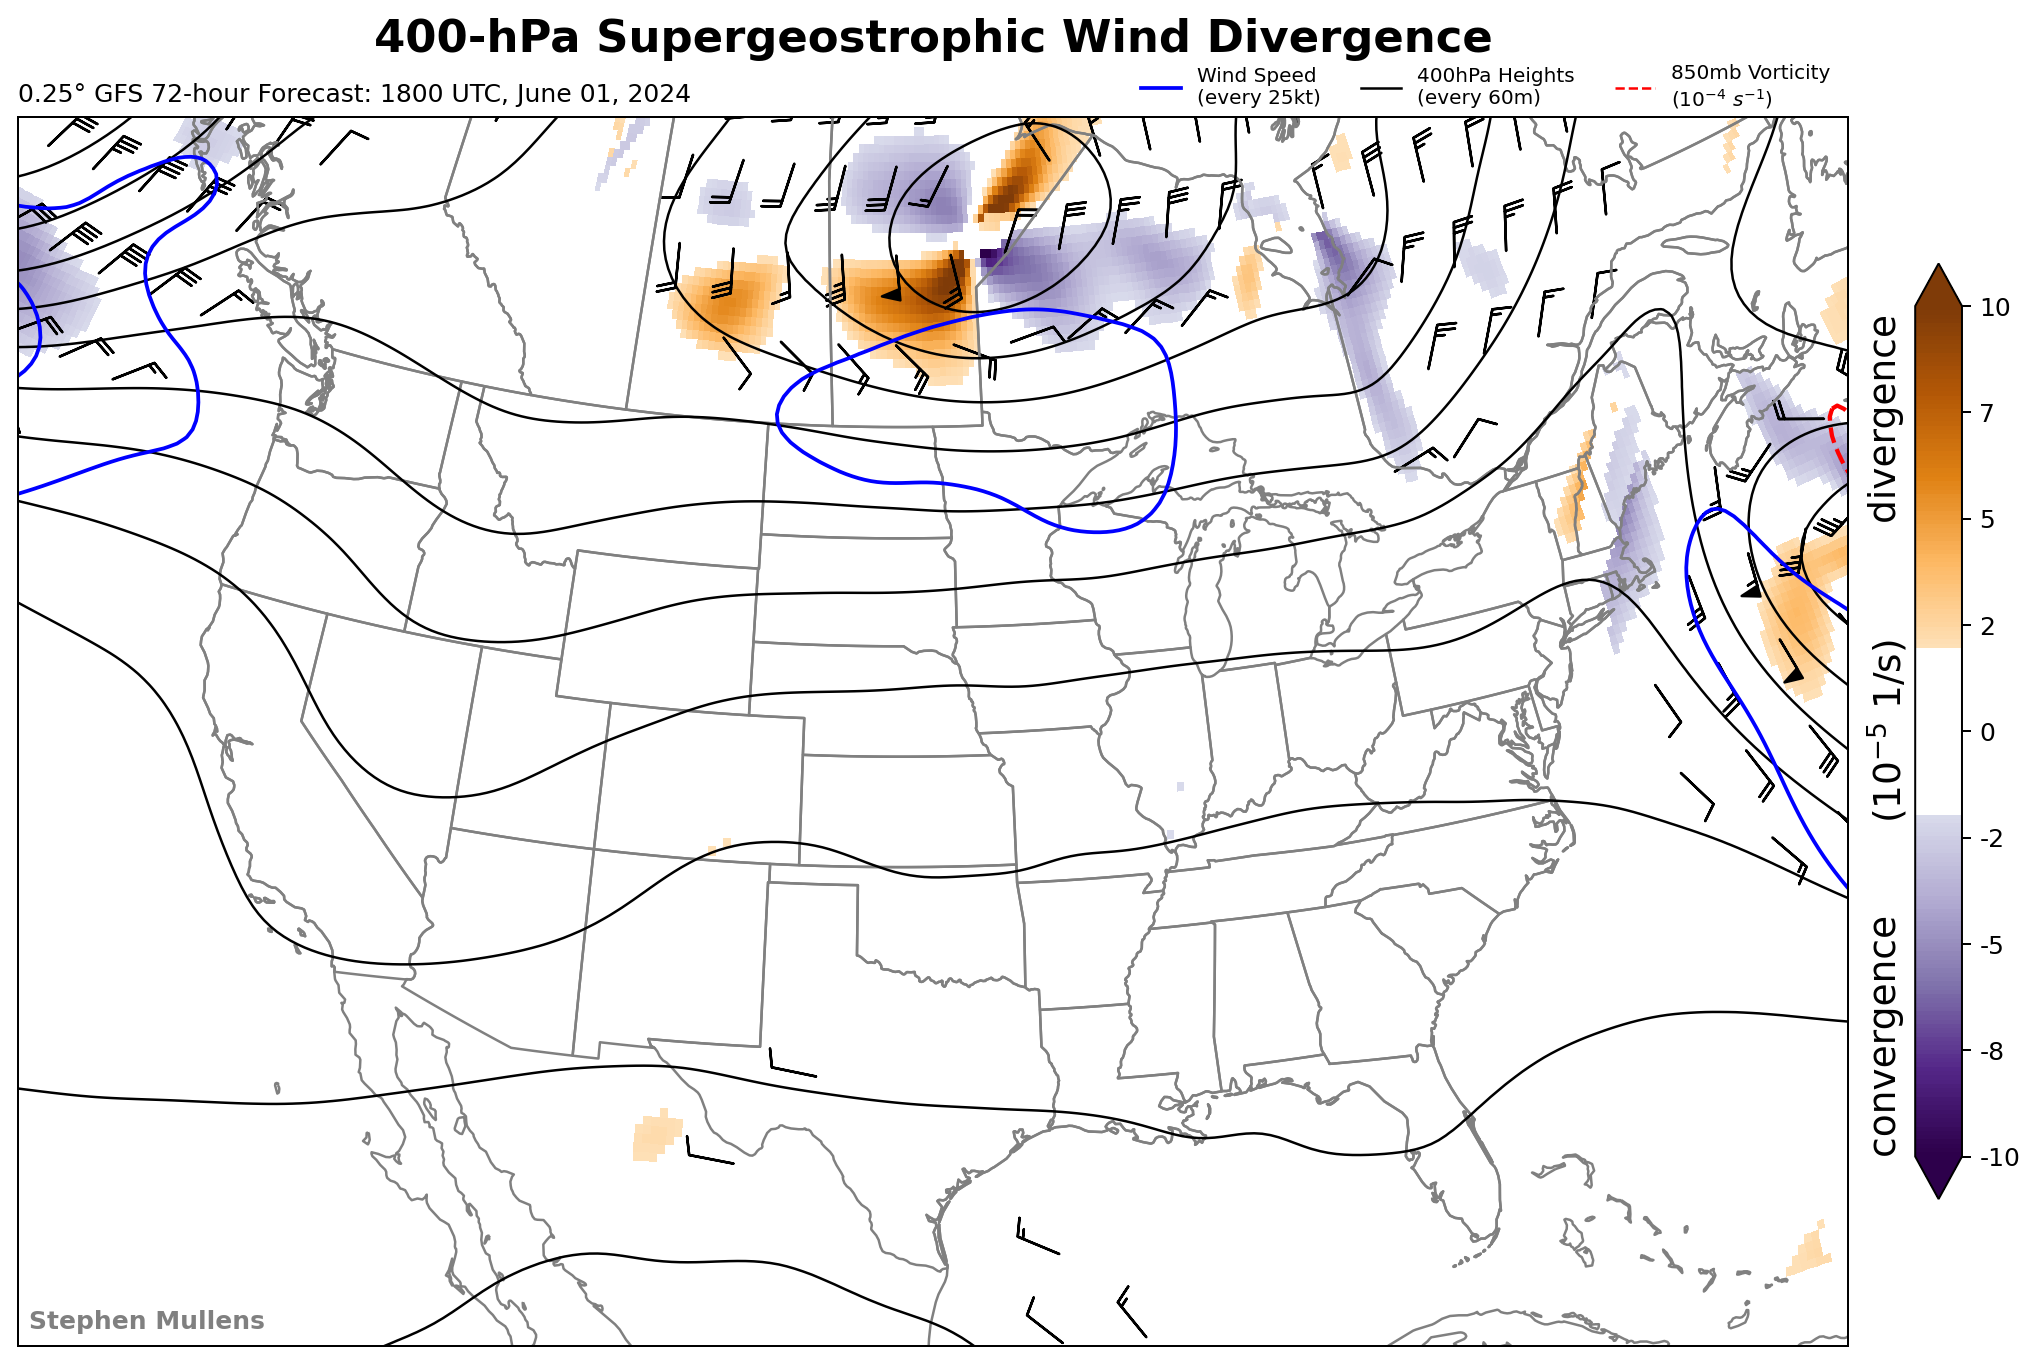 400-hPa Supergeostrophic Wind Divergence
0.25° GFS 72-hour Forecast: 1800 UTC, June 01, 2024
Wind Speed
(every 25kt)
400hPa Heights
(every 60m)
850mb Vorticity
(10⁻⁴ s⁻¹)
10
7
5
2
0
-2
-5
-8
-10
convergence (10⁻⁵ 1/s) divergence
Stephen Mullens